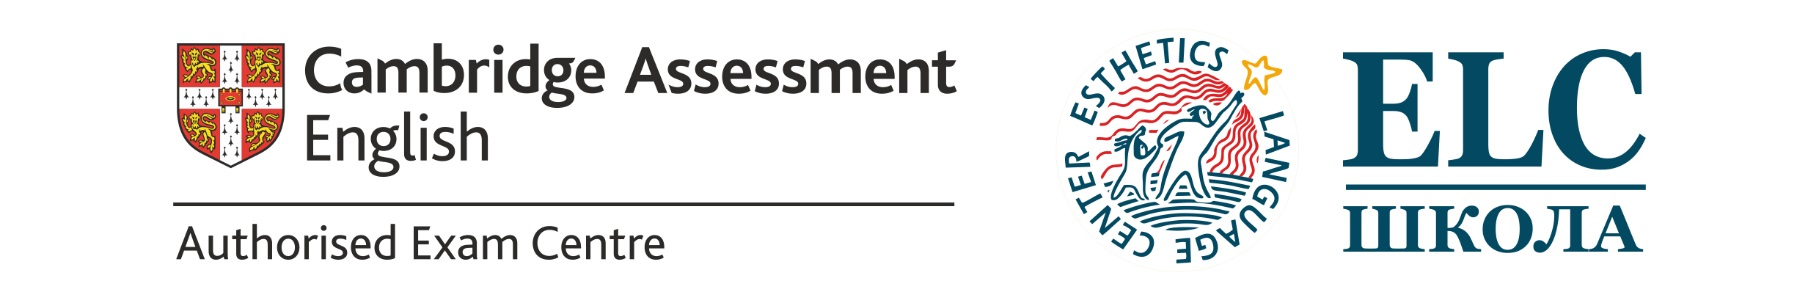 Cambridge Assessment
English
Authorised Exam Centre
ESTHETICS LANGUAGE CENTER
ELC
ШКОЛА